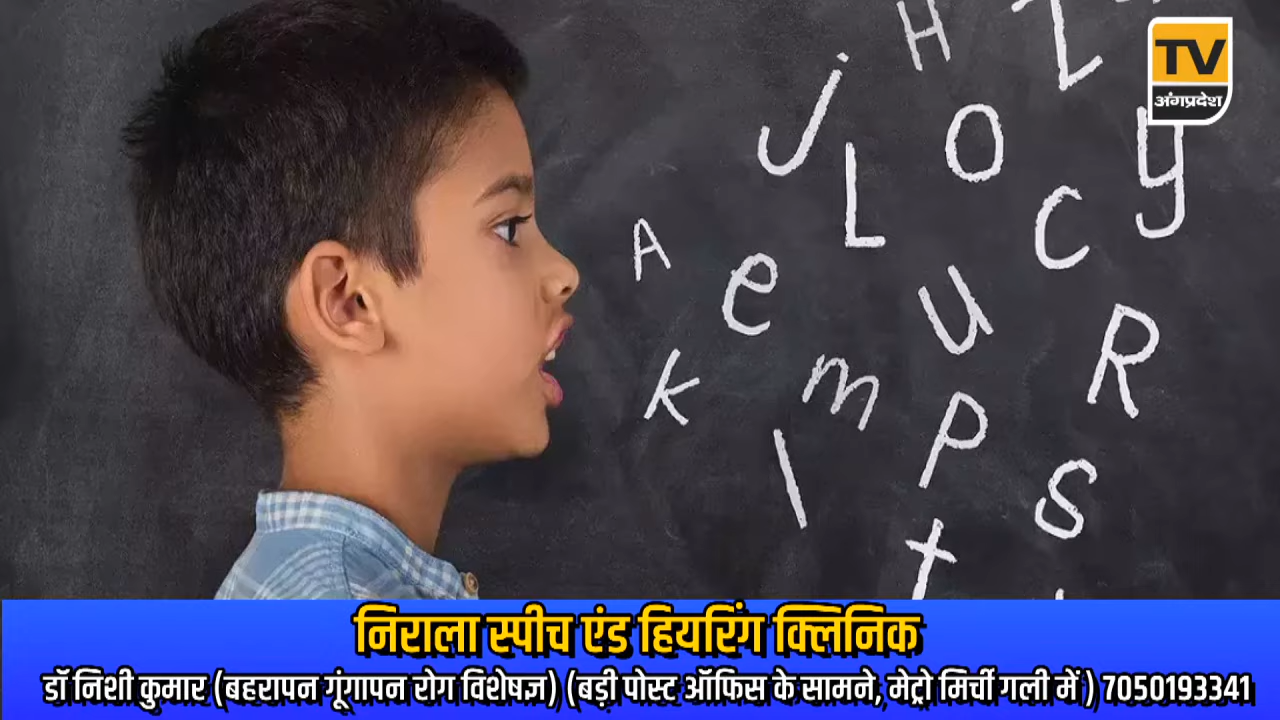 H
Z
TV
अंगप्रदेश
J
O
y
L
C
A
e
u
R
K
m
P
l
S
t
निराला स्पीच एंड हियरिंग क्लिनिक
डॉ निशी कुमार (बहरापन गूंगापन रोग विशेषज्ञ) (बड़ी पोस्ट ऑफिस के सामने, मेट्रो मिर्ची गली में ) 7050193341